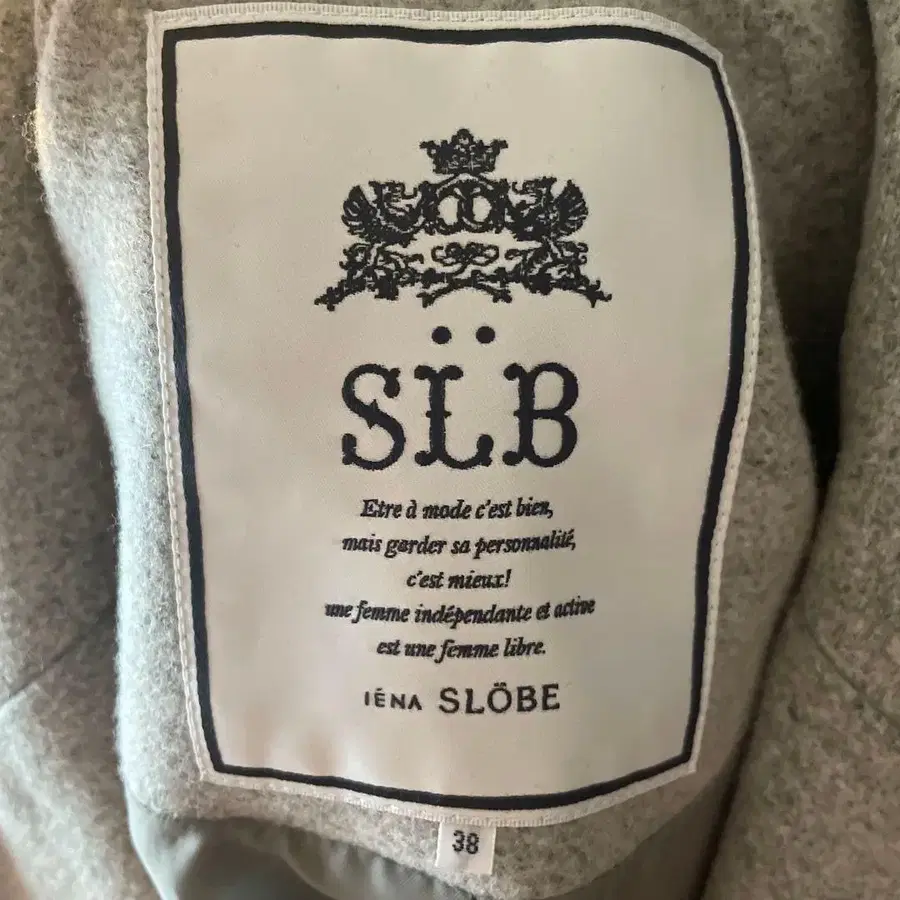 SL̈B
Etre à mode c'est bien,
mais garder sa personnalité,
c'est mieux!
une femme indépendante et active
est une femme libre.
IÉNA SLÖBE
38